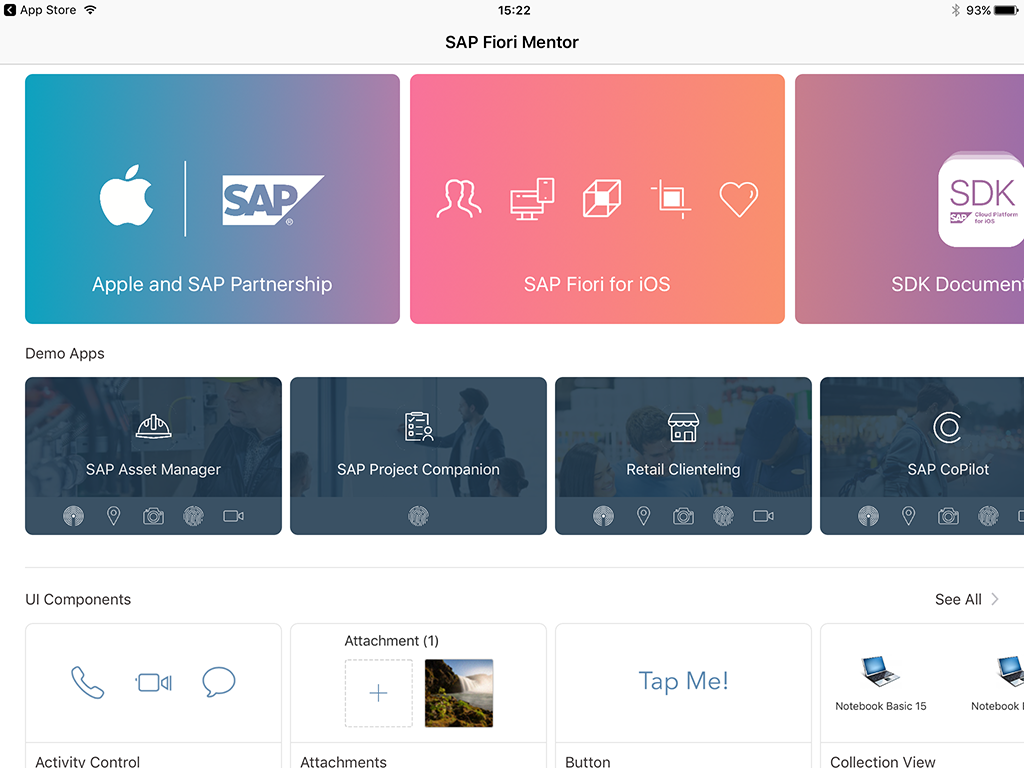 App Store
15:22
93%
SAP Fiori Mentor
SAP®
Apple and SAP Partnership
SAP Fiori for iOS
SDK
SAP Cloud Platform
for iOS
SDK Document
Demo Apps
SAP Asset Manager
SAP Project Companion
Retail Clienteling
SAP CoPilot
UI Components
See All
Attachment (1)
Tap Me!
Notebook Basic 15
Notebook
Activity Control
Attachments
Button
Collection View